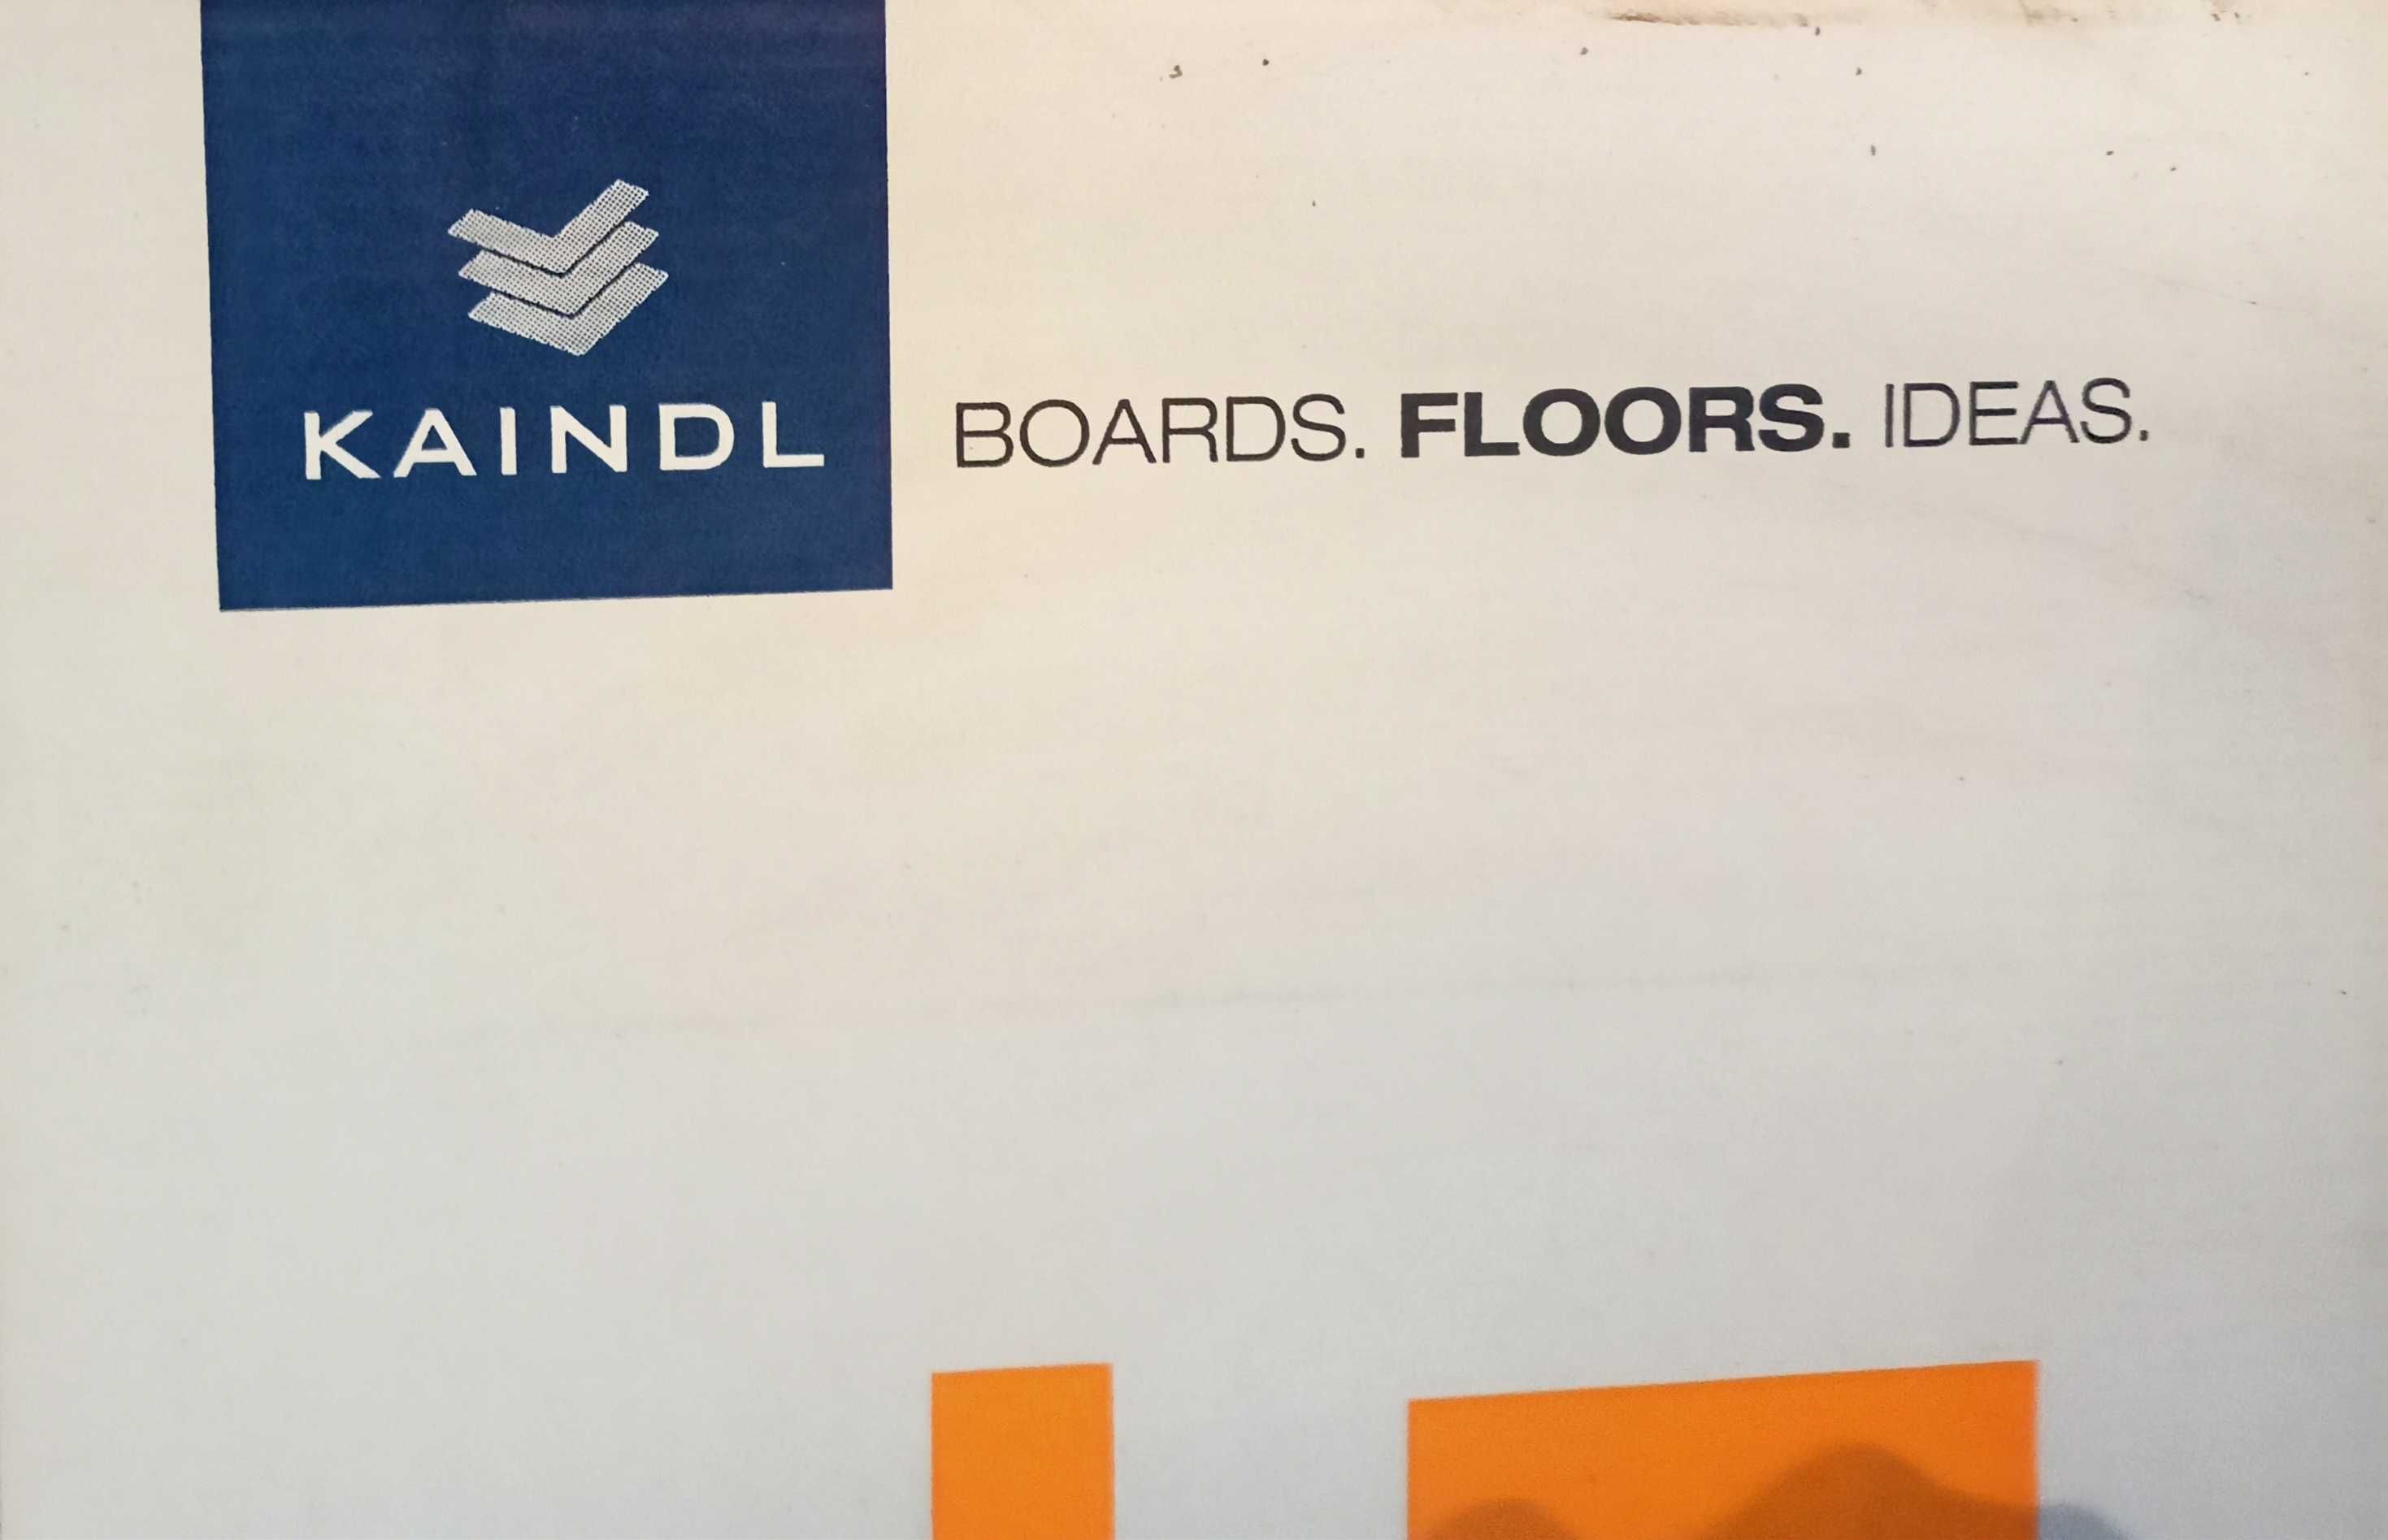 KAINDL
BOARDS. FLOORS. IDEAS.